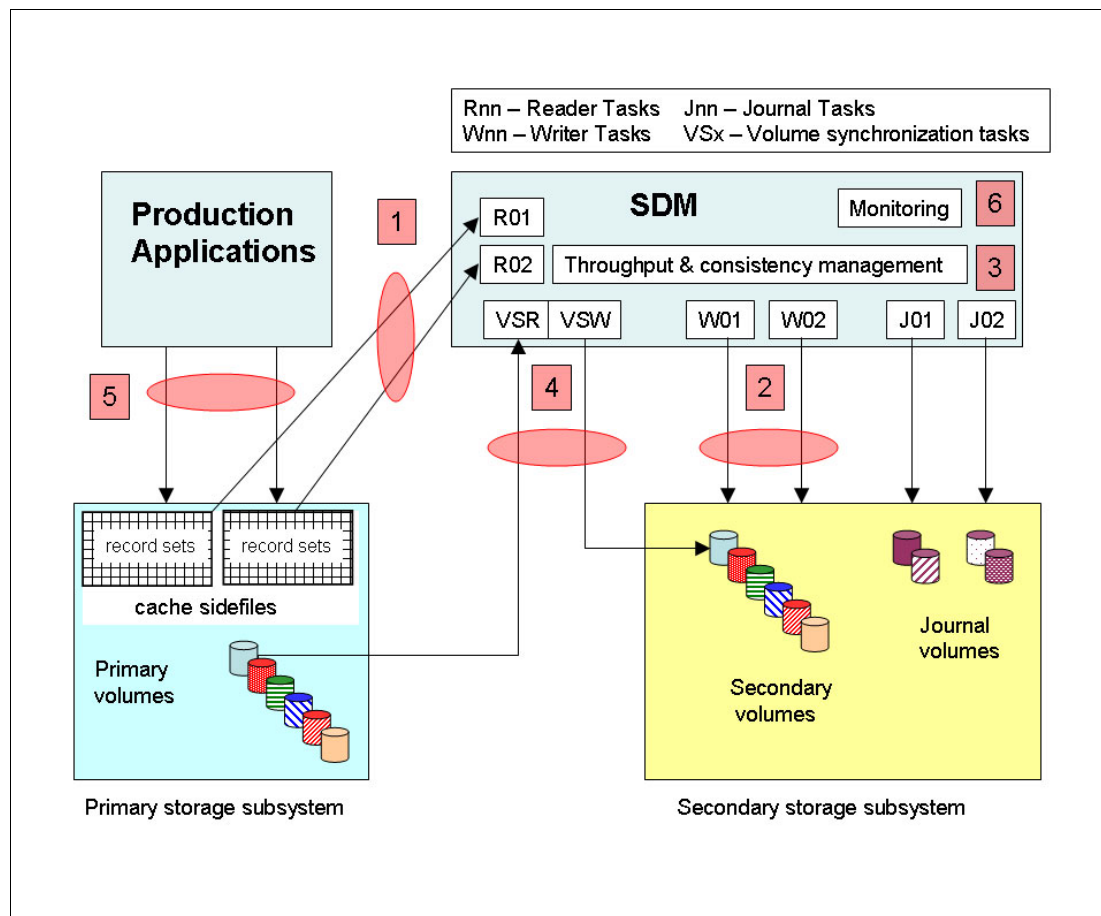 Rnn – Reader Tasks Jnn – Journal Tasks
Wnn – Writer Tasks VSx – Volume synchronization tasks
Production
Applications
1
SDM
R01
Monitoring
6
R02
Throughput & consistency management
3
VSR
VSW
W01
W02
J01
J02
5
4
2
record sets
record sets
cache sidefiles
Primary
volumes
Secondary
volumes
Journal
volumes
Primary storage subsystem
Secondary storage subsystem